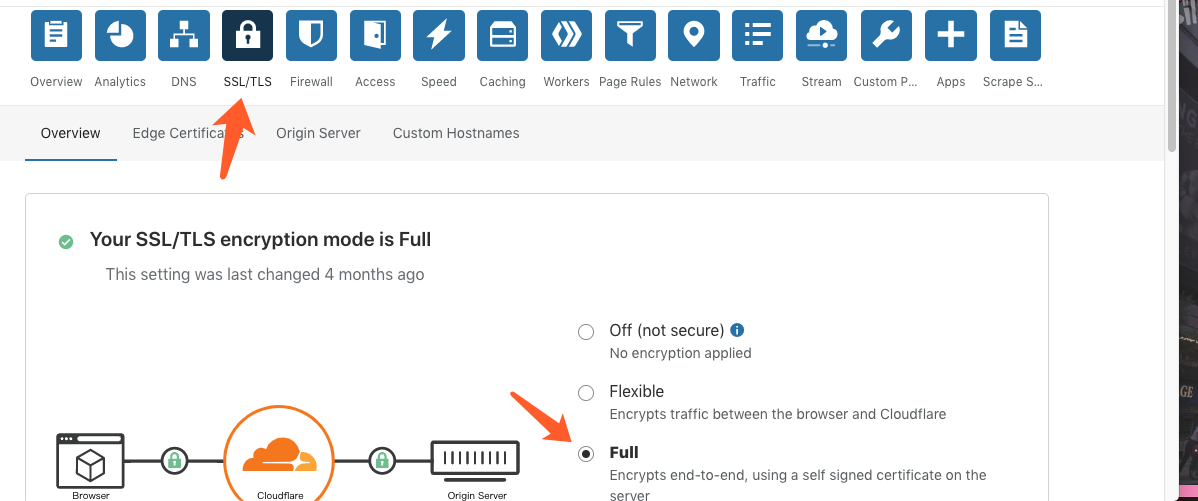 Overview Analytics DNS SSL/TLS Firewall Access Speed Caching Workers Page Rules Network Traffic Stream Custom P... Apps Scrape S...
Overview Edge Certificates Origin Server Custom Hostnames
Your SSL/TLS encryption mode is Full
This setting was last changed 4 months ago
Off (not secure)
No encryption applied
Flexible
Encrypts traffic between the browser and Cloudflare
Full
Encrypts end-to-end, using a self signed certificate on the
server
Browser Cloudflare Origin Server